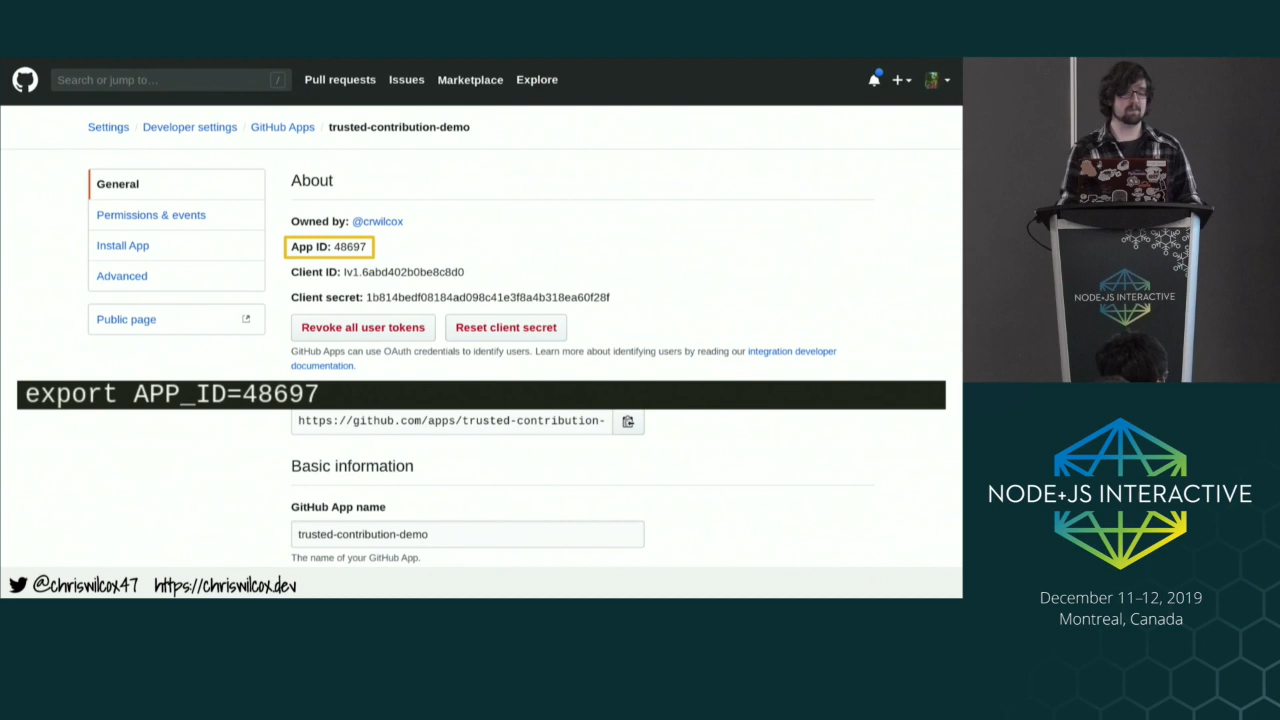 Search or jump to…
/
Pull requests Issues Marketplace Explore
Settings / Developer settings / GitHub Apps / trusted-contribution-demo
General
Permissions & events
Install App
Advanced
Public page
About
Owned by: @crwilcox
App ID: 48697
Client ID: Iv1.6abd402b0be8c8d0
Client secret: 1b814bedf08184ad098c41e3f8a4b318ea60f28f
Revoke all user tokens Reset client secret
GitHub Apps can use OAuth credentials to identify users. Learn more about identifying users by reading our integration developer
documentation.
export APP_ID=48697
https://github.com/apps/trusted-contribution-
Basic information
GitHub App name
trusted-contribution-demo
The name of your GitHub App.
@chriswilcox47 https://chriswilcox.dev
NODE+JS INTERACTIVE
NODE+JS INTERACTIVE
December 11–12, 2019
Montreal, Canada